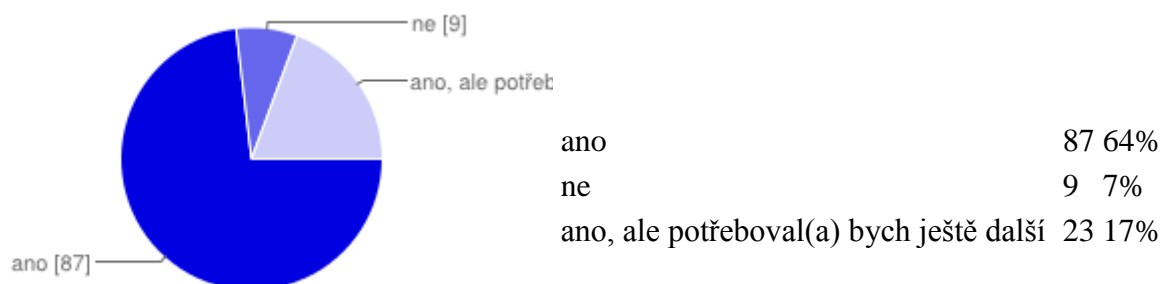 ne [9]
ano, ale potřeb
ano [87]
ano 87 64%
ne 9 7%
ano, ale potřeboval(a) bych ještě další 23 17%